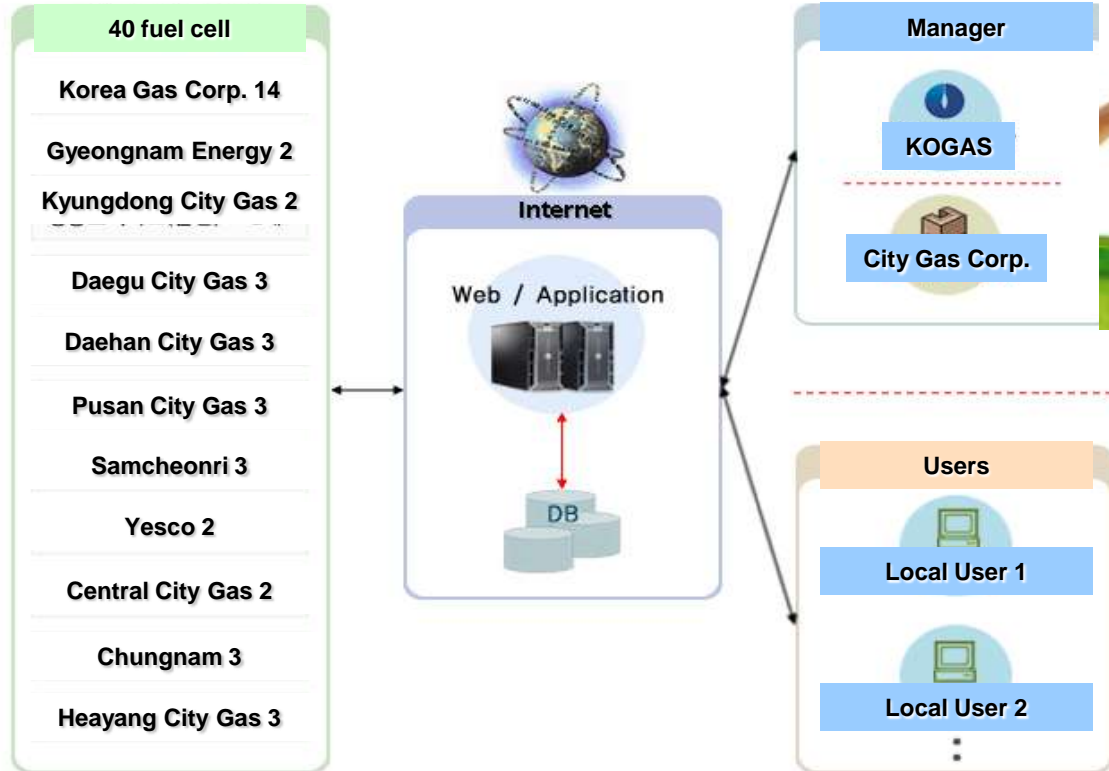 40 fuel cell
Korea Gas Corp. 14
Gyeongnam Energy 2
Kyungdong City Gas 2
Daegu City Gas 3
Daehan City Gas 3
Pusan City Gas 3
Samcheonri 3
Yesco 2
Central City Gas 2
Chungnam 3
Heayang City Gas 3
Internet
Web / Application
DB
Manager
KOGAS
City Gas Corp.
Users
Local User 1
Local User 2
: